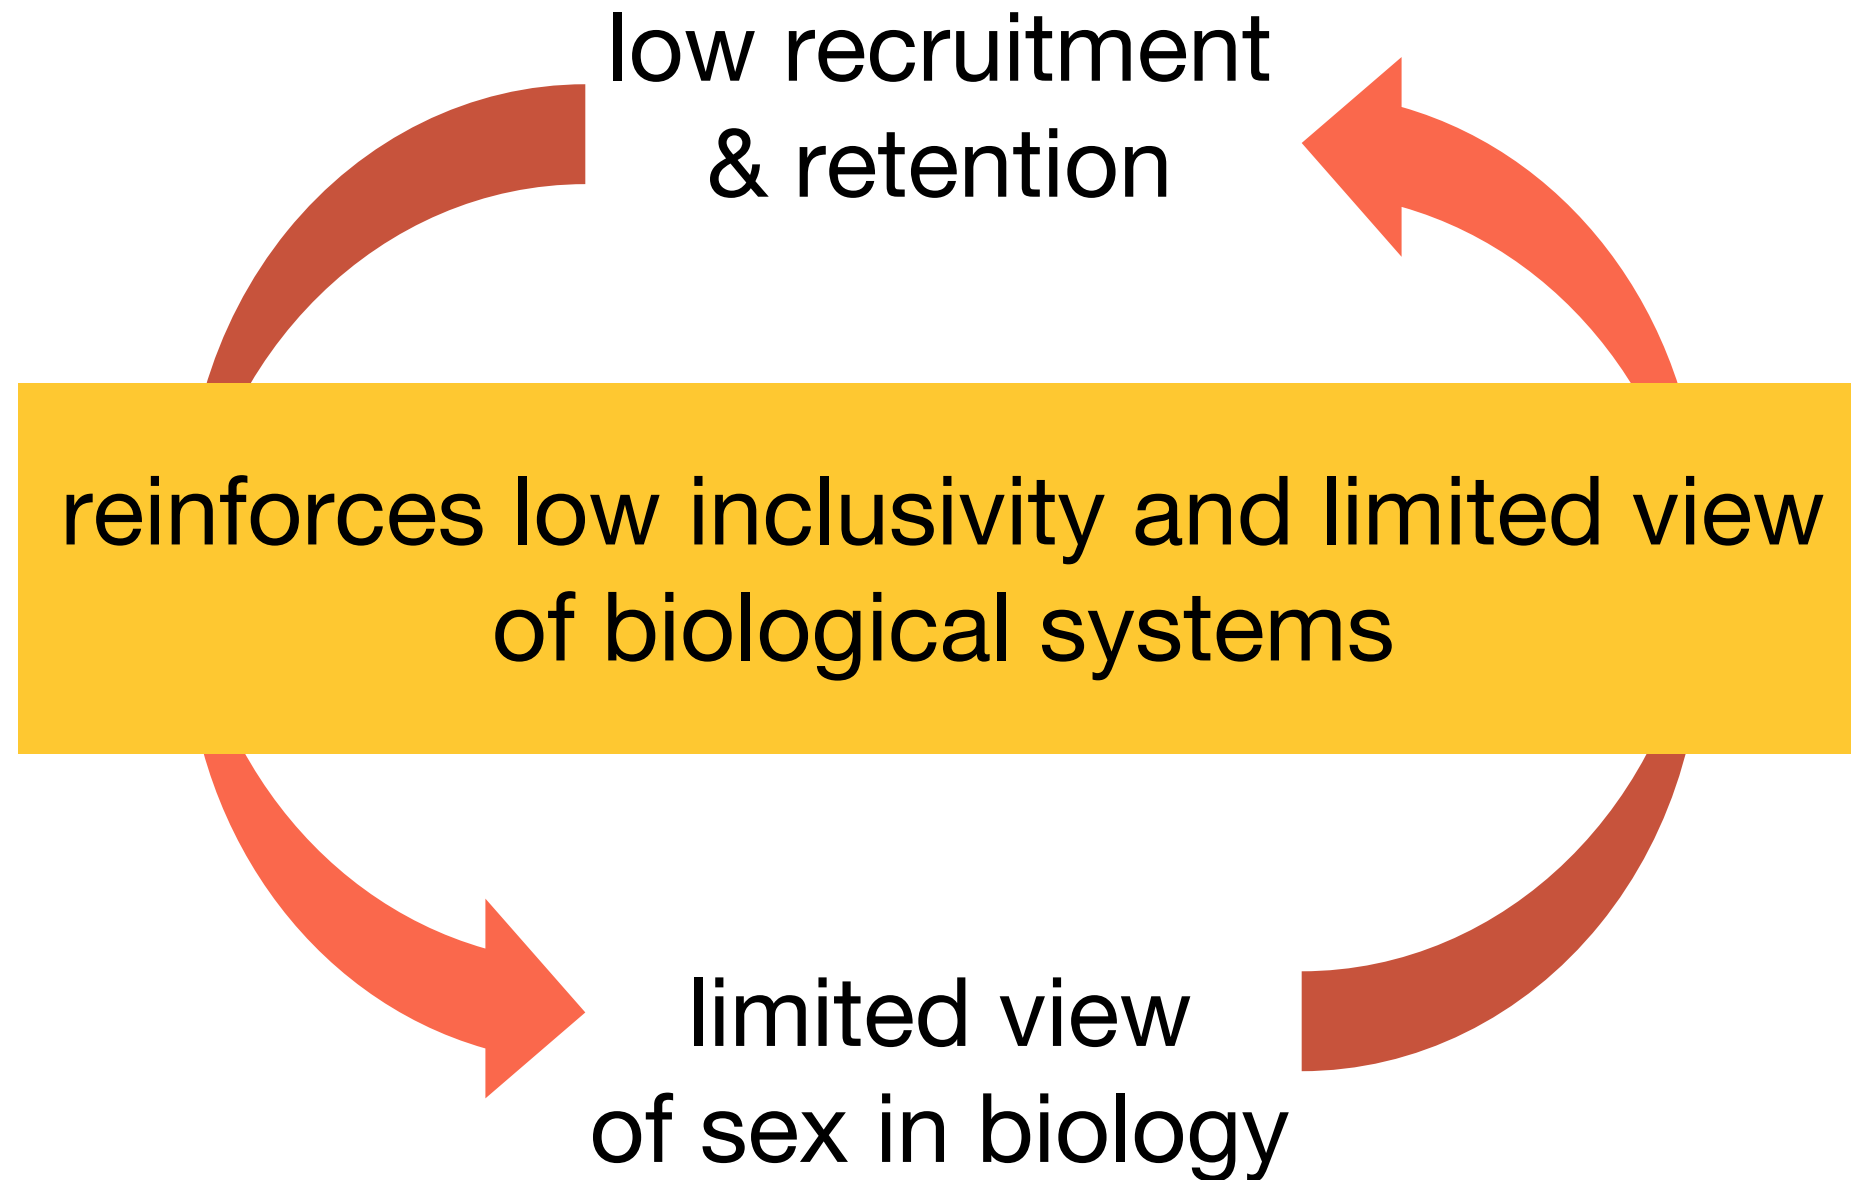 low recruitment
& retention
reinforces low inclusivity and limited view
of biological systems
limited view
of sex in biology